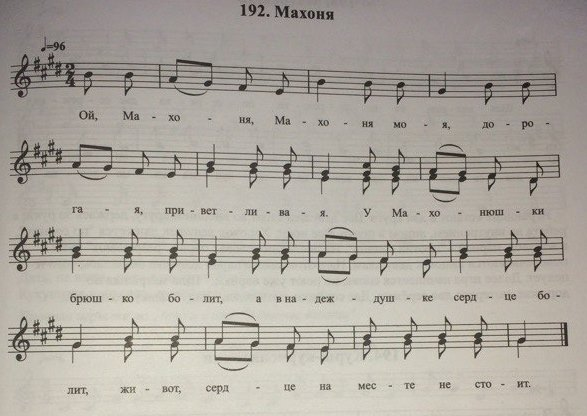 192. Махоня
♩=96
2/4
Ой, Ма - хо - ня, Ма - хо - ня мо - я, до - ро -
га - я, при - вет - ли - ва - я. У Ма - хо - нюш - ки
брюш - ко бо - лит, а в на - деж - душ - ке серд - це бо -
лит, жи - вот, серд - це на мес - те не сто - ит.